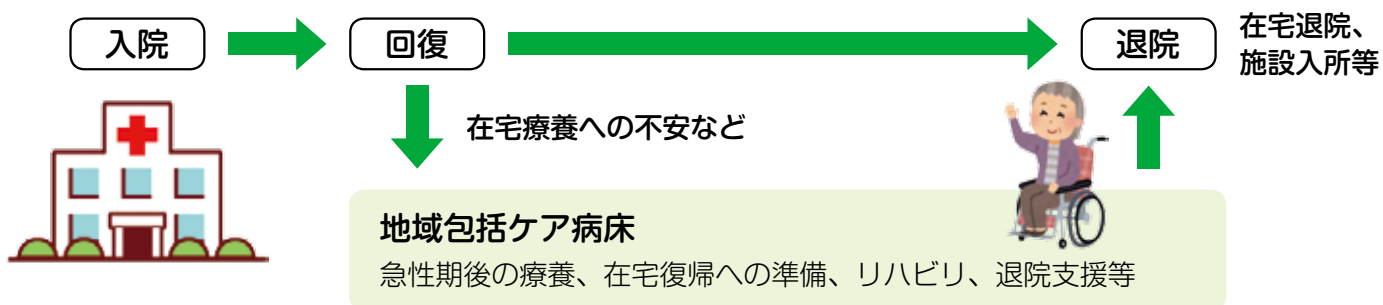 入院
回復
退院
在宅退院、
施設入所等
在宅療養への不安など
地域包括ケア病床
急性期後の療養、在宅復帰への準備、リハビリ、退院支援等